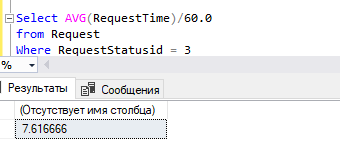 Select AVG(RequestTime)/60.0
from Request
Where RequestStatusid = 3
%
Результаты Сообщения
(Отсутствует имя столбца)
7.616666